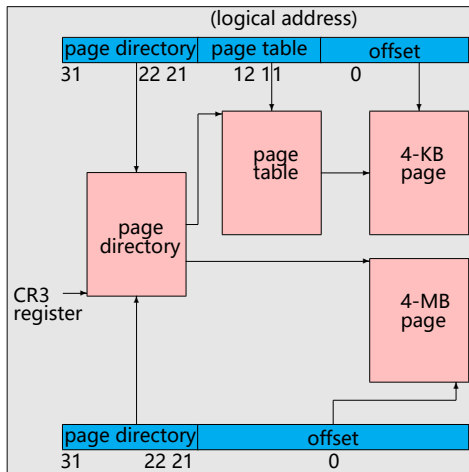 (logical address)
page directory page table offset
31 22 21 12 11 0
page table
4-KB page
page directory
CR3 register
4-MB page
page directory offset
31 22 21 0